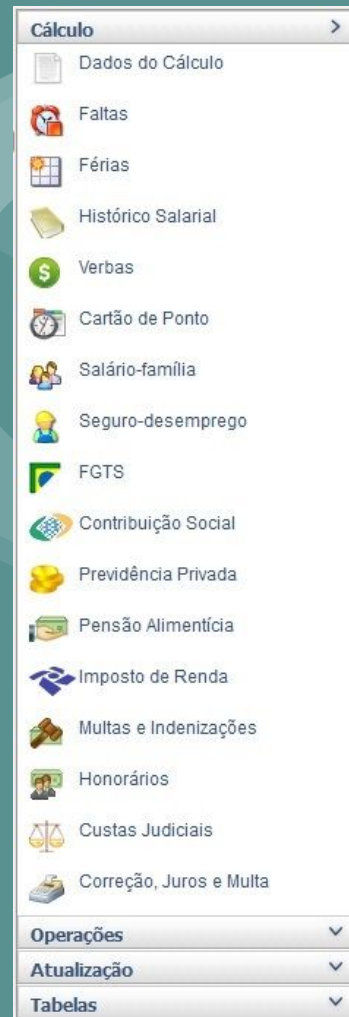 Cálculo
Dados do Cálculo
Faltas
Férias
Histórico Salarial
Verbas
Cartão de Ponto
Salário-família
Seguro-desemprego
FGTS
Contribuição Social
Previdência Privada
Pensão Alimentícia
Imposto de Renda
Multas e Indenizações
Honorários
Custas Judiciais
Correção, Juros e Multa
Operações
Atualização
Tabelas